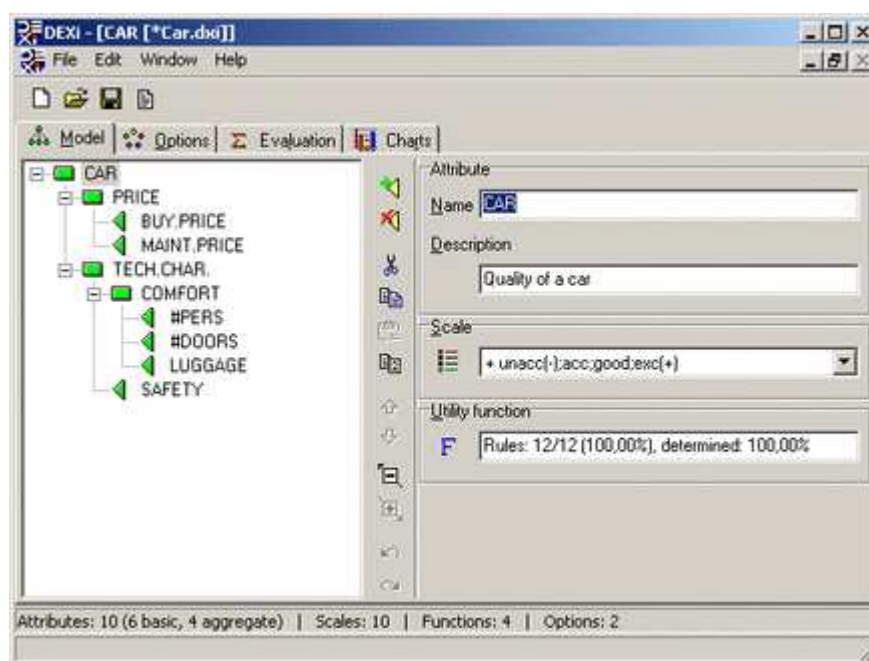 DEXi - [CAR [*Car.dxi]]
File Edit Window Help
Model Options Evaluation Charts
CAR
PRICE
BUY.PRICE
MAINT.PRICE
TECH.CHAR.
COMFORT
#PERS
#DOORS
LUGGAGE
SAFETY
Attribute
Name CAR
Description
Quality of a car
Scale
+ unacc(-);acc;good;exc(+)
Utility function
F Rules: 12/12 (100,00%), determined: 100,00%
Attributes: 10 (6 basic, 4 aggregate) | Scales: 10 | Functions: 4 | Options: 2